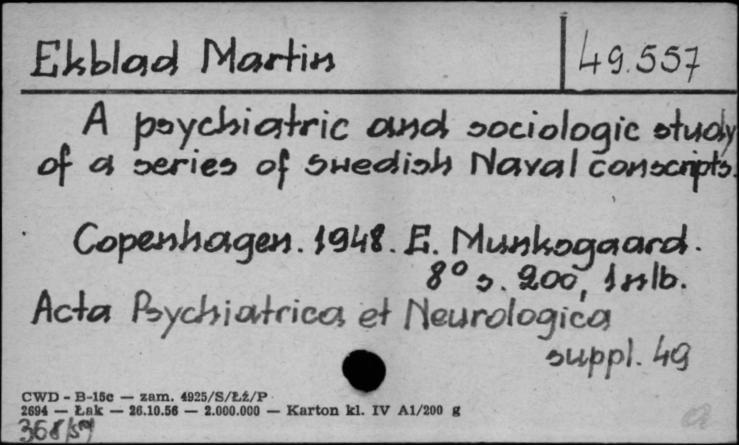 Ekblad Martin 49.557
A psychiatric and sociologic study
of a series of Swedish Naval conscripts.
Copenhagen. 1948. E. Munksgaard.
8° s. 200, 1 nlb.
Acta Psychiatrica et Neurologica
suppl. 49
CWD - B-15c — zam. 4925/S/Łź/P
2694 — Łak — 26.10.56 — 2.000.000 — Karton kl. IV A1/200 g
a